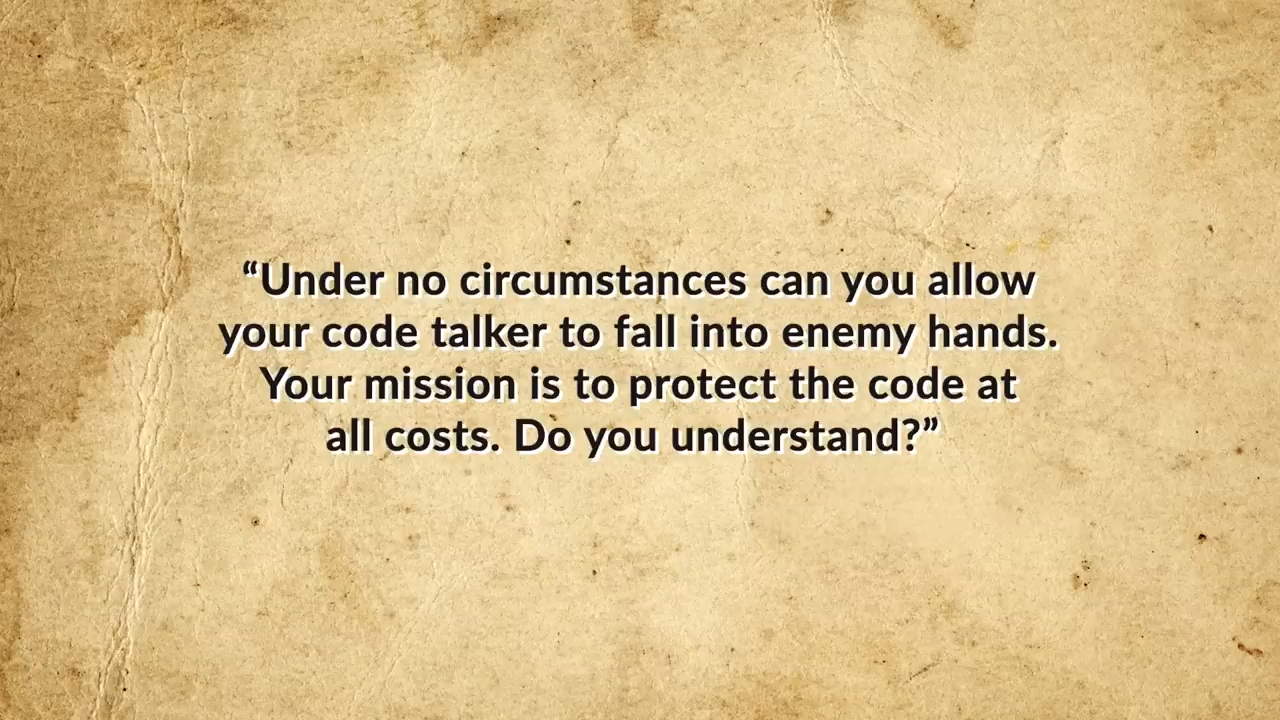 “Under no circumstances can you allow
your code talker to fall into enemy hands.
Your mission is to protect the code at
all costs. Do you understand?”